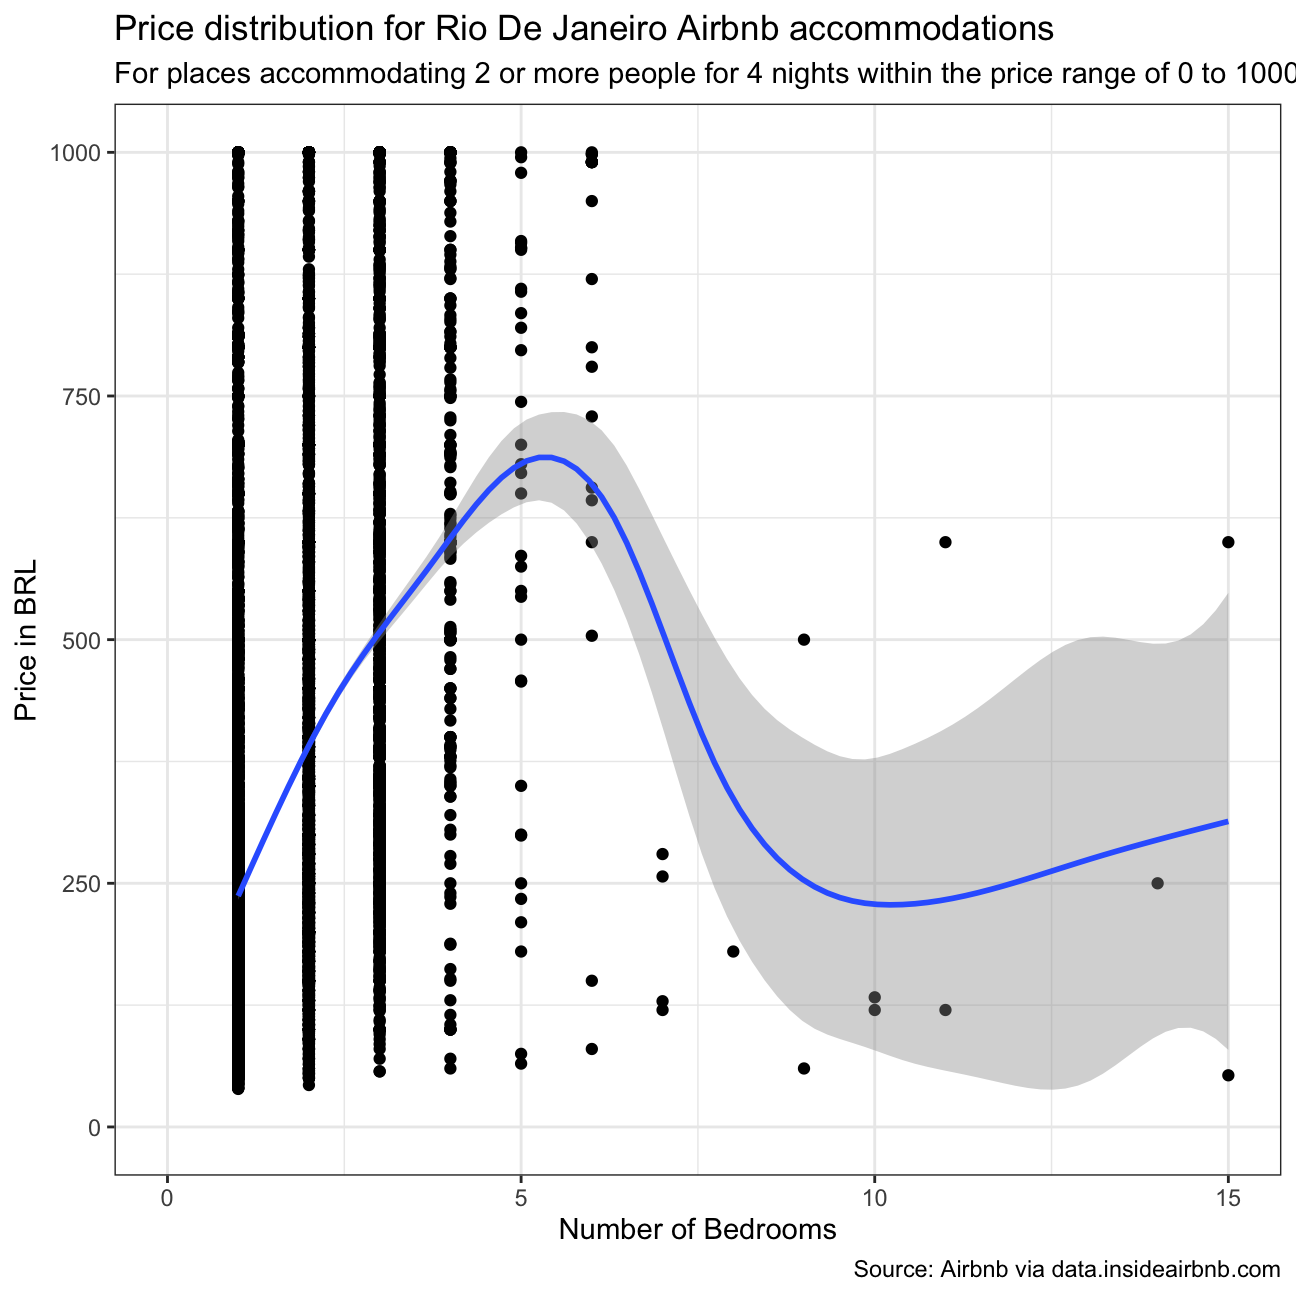 Price distribution for Rio De Janeiro Airbnb accommodations
For places accommodating 2 or more people for 4 nights within the price range of 0 to 1000
1000
750
500
250
0
Price in BRL
0 5 10 15
Number of Bedrooms
Source: Airbnb via data.insideairbnb.com